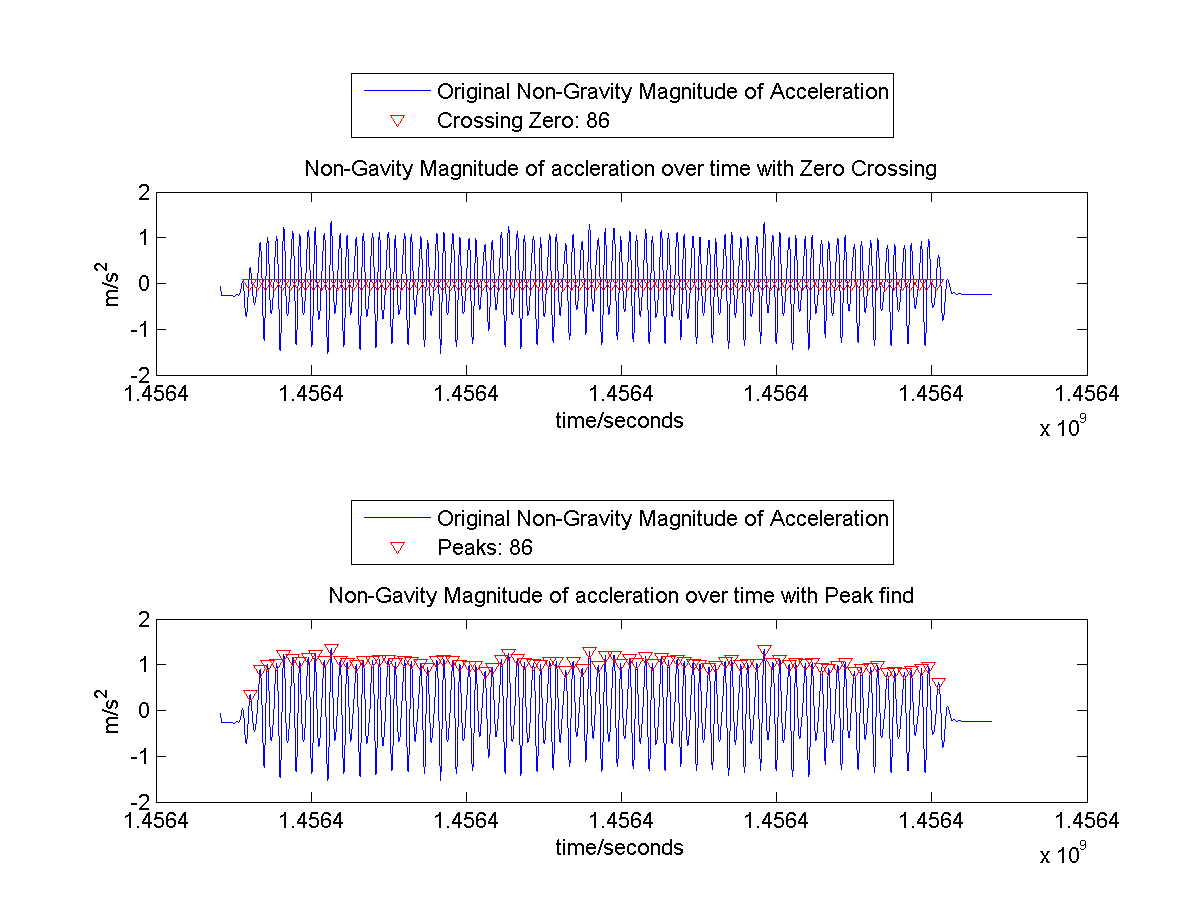 Original Non-Gravity Magnitude of Acceleration
Crossing Zero: 86
Non-Gavity Magnitude of accleration over time with Zero Crossing
2
1
0
-1
-2
m/s²
1.4564 1.4564 1.4564 1.4564 1.4564 1.4564 1.4564
time/seconds
x 10⁹
Original Non-Gravity Magnitude of Acceleration
Peaks: 86
Non-Gavity Magnitude of accleration over time with Peak find
2
1
0
-1
-2
m/s²
1.4564 1.4564 1.4564 1.4564 1.4564 1.4564 1.4564
time/seconds
x 10⁹